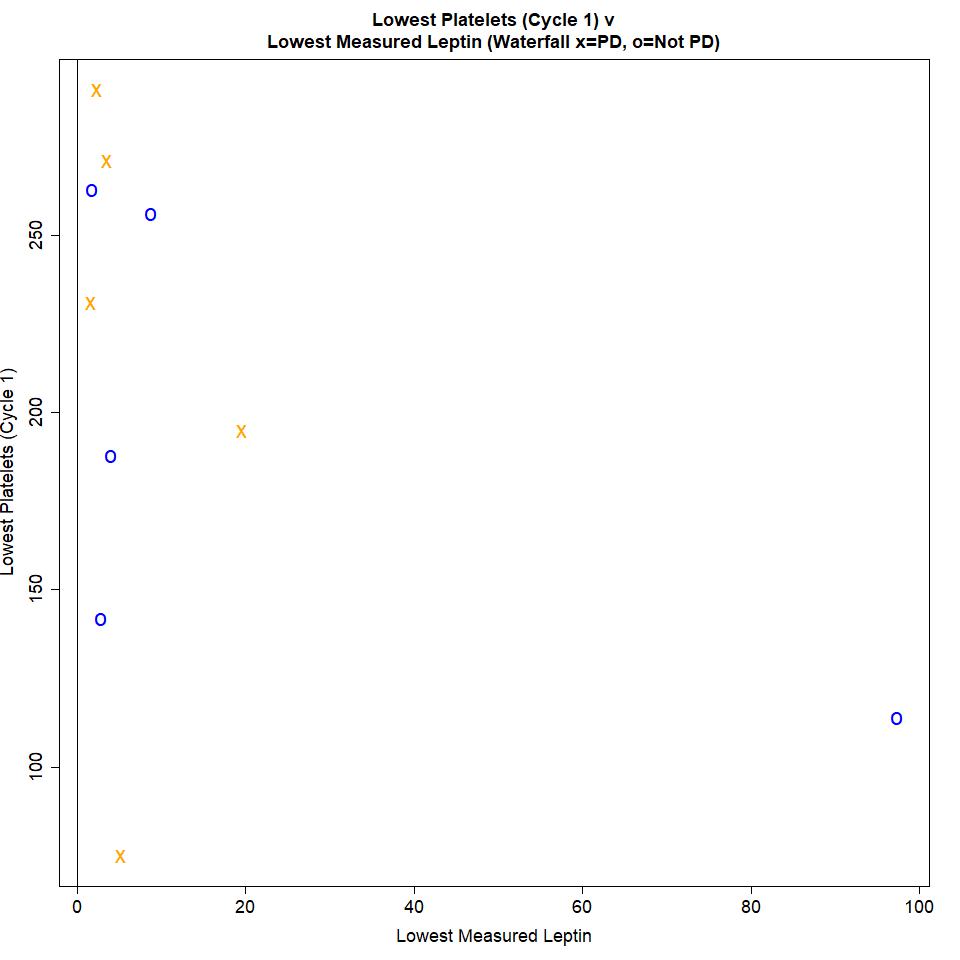 Lowest Platelets (Cycle 1) v
Lowest Measured Leptin (Waterfall x=PD, o=Not PD)
X
X
O
O
250
X
Lowest Platelets (Cycle 1)
200
X
O
150
O
O
100
X
0 20 40 60 80 100
Lowest Measured Leptin